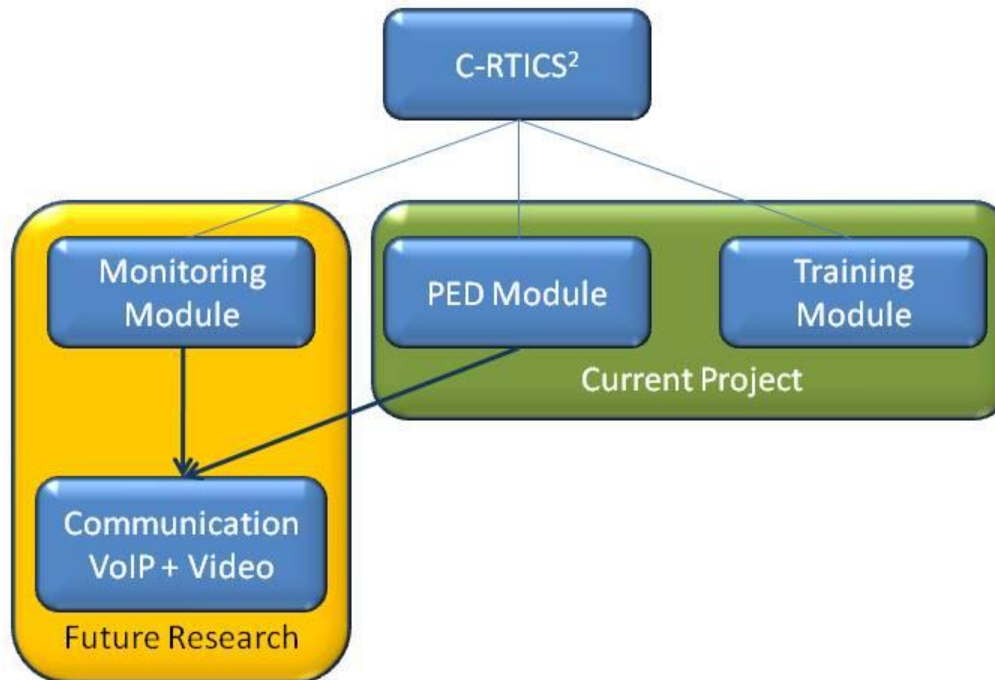 C-RTICS²
Monitoring
Module
PED Module
Training
Module
Current Project
Communication
VoIP + Video
Future Research